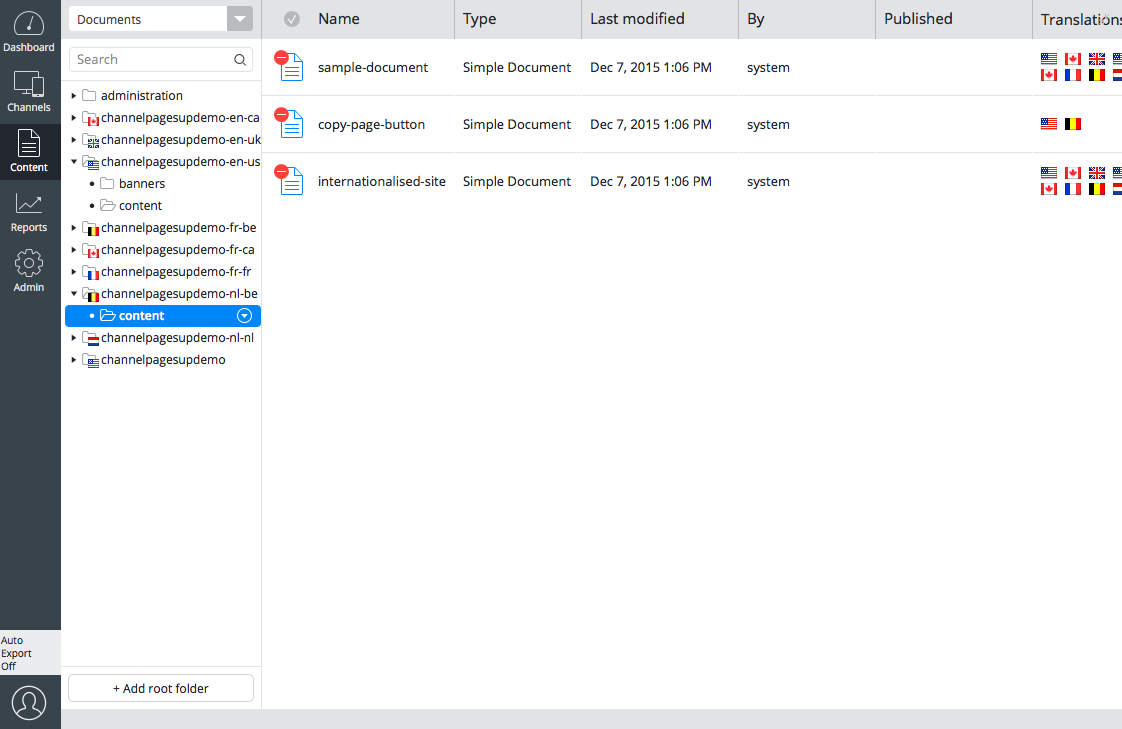 Dashboard
Channels
Content
Reports
Admin
Auto
Export
Off
Documents
Search
administration
channelpagesupdemo-en-ca
channelpagesupdemo-en-uk
channelpagesupdemo-en-us
banners
content
channelpagesupdemo-fr-be
channelpagesupdemo-fr-ca
channelpagesupdemo-fr-fr
channelpagesupdemo-nl-be
content
channelpagesupdemo-nl-nl
channelpagesupdemo
+ Add root folder
Name Type Last modified By Published Translations
sample-document Simple Document Dec 7, 2015 1:06 PM system
copy-page-button Simple Document Dec 7, 2015 1:06 PM system
internationalised-site Simple Document Dec 7, 2015 1:06 PM system